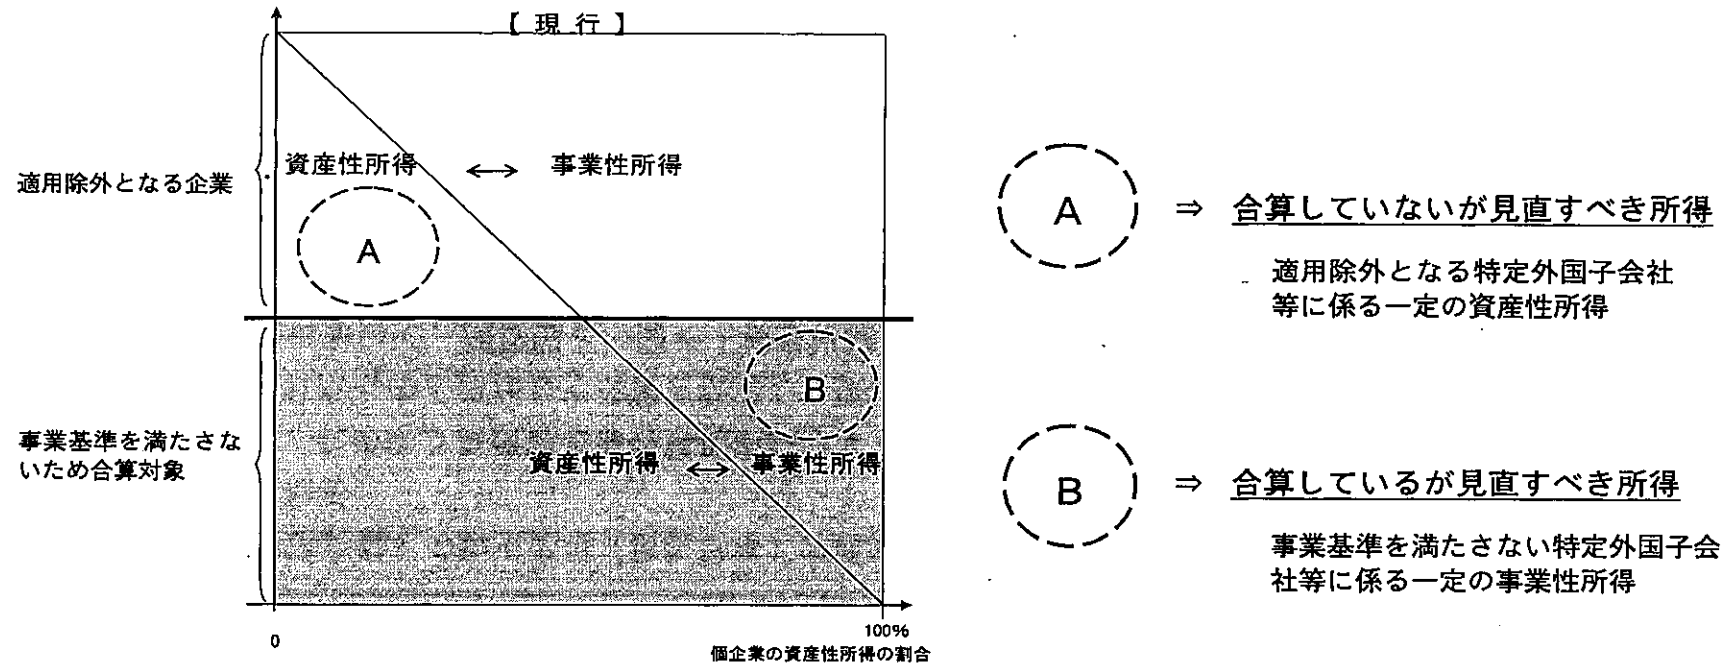 【 現 行 】
適用除外となる企業
資産性所得
事業性所得
A
事業基準を満たさな
いため合算対象
B
資産性所得
事業性所得
0
100%
個企業の資産性所得の割合
A
⇒
合算していないが見直すべき所得
適用除外となる特定外国子会社
等に係る一定の資産性所得
B
⇒
合算しているが見直すべき所得
事業基準を満たさない特定外国子会
社等に係る一定の事業性所得